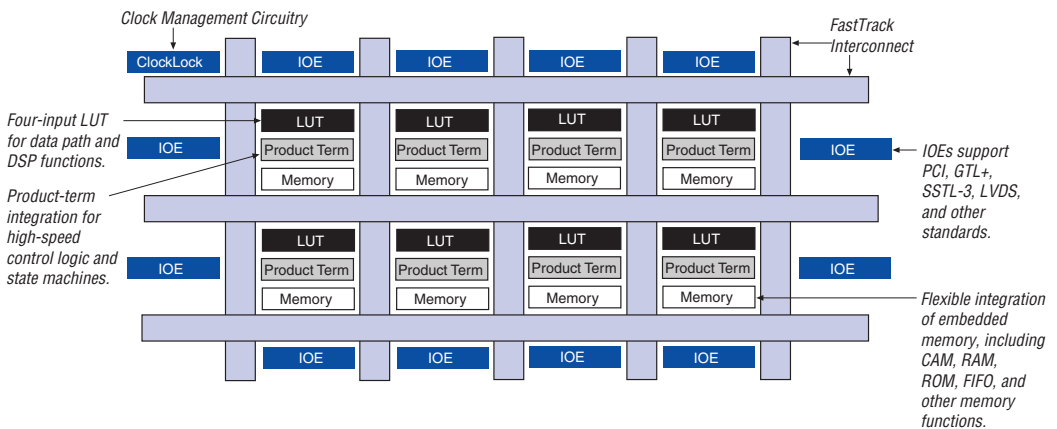 Clock Management Circuitry
FastTrack
Interconnect
ClockLock
IOE
IOE
IOE
IOE
Four-input LUT
for data path and
DSP functions.
LUT
LUT
LUT
LUT
IOE
Product Term
Product Term
Product Term
Product Term
IOE
IOEs support
PCI, GTL+,
SSTL-3, LVDS,
and other
standards.
Memory
Memory
Memory
Memory
Product-term
integration for
high-speed
control logic and
state machines.
LUT
LUT
LUT
LUT
IOE
Product Term
Product Term
Product Term
Product Term
IOE
Memory
Memory
Memory
Memory
Flexible integration
of embedded
memory, including
CAM, RAM,
ROM, FIFO, and
other memory
functions.
IOE
IOE
IOE
IOE